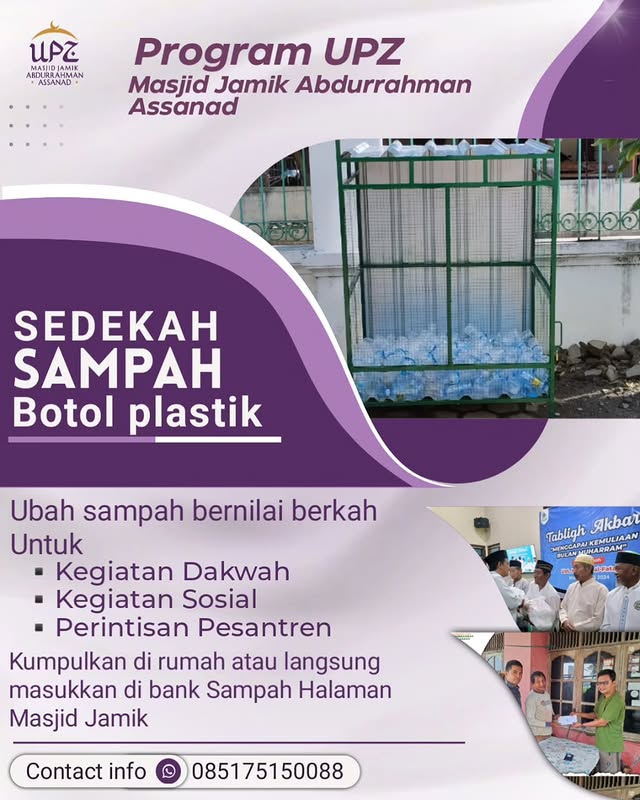 UPZ
MASJID JAMIK
ABDURRAHMAN
ASSANAD
Program UPZ
Masjid Jamik Abdurrahman
Assanad
SEDEKAH
SAMPAH
Botol plastik
Ubah sampah bernilai berkah
Untuk
▪ Kegiatan Dakwah
▪ Kegiatan Sosial
▪ Perintisan Pesantren
Kumpulkan di rumah atau langsung
masukkan di bank Sampah Halaman
Masjid Jamik
Contact info 085175150088
Tabligh Akbar
"MENGGAPAI KEMULIAAN
BULAN MUHARRAM"